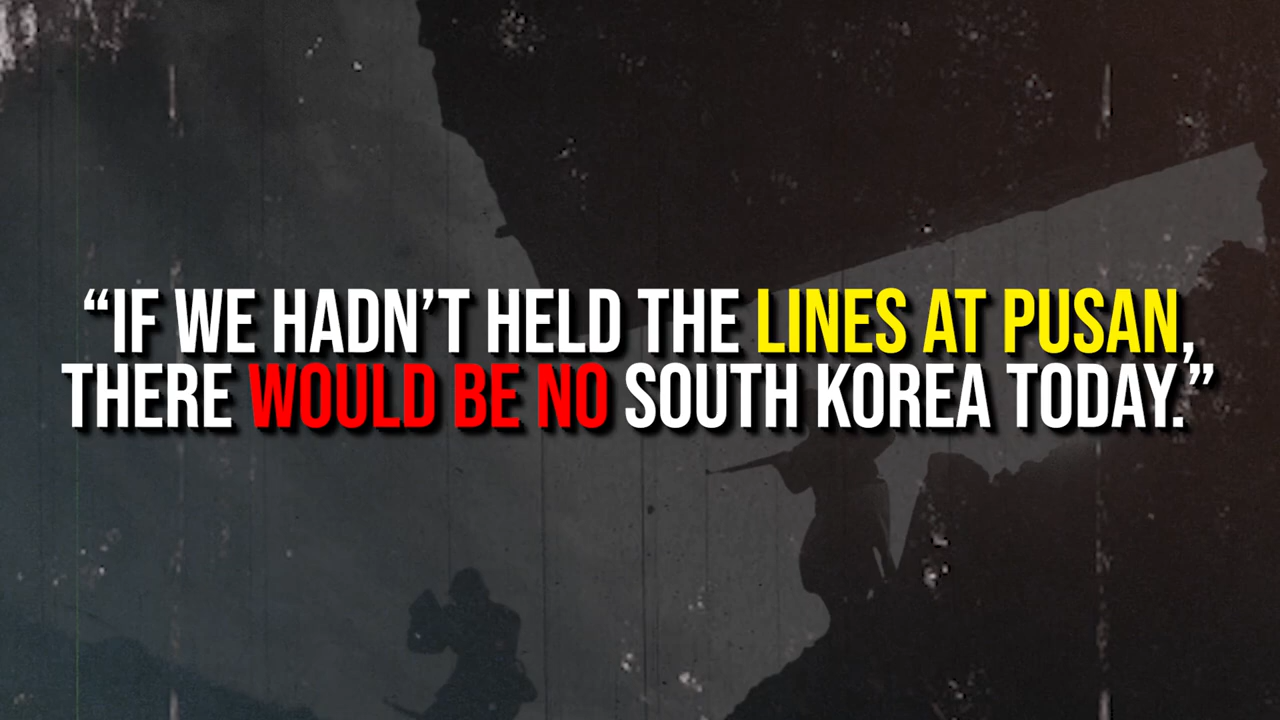 “IF WE HADN’T HELD THE LINES AT PUSAN,
THERE WOULD BE NO SOUTH KOREA TODAY.”